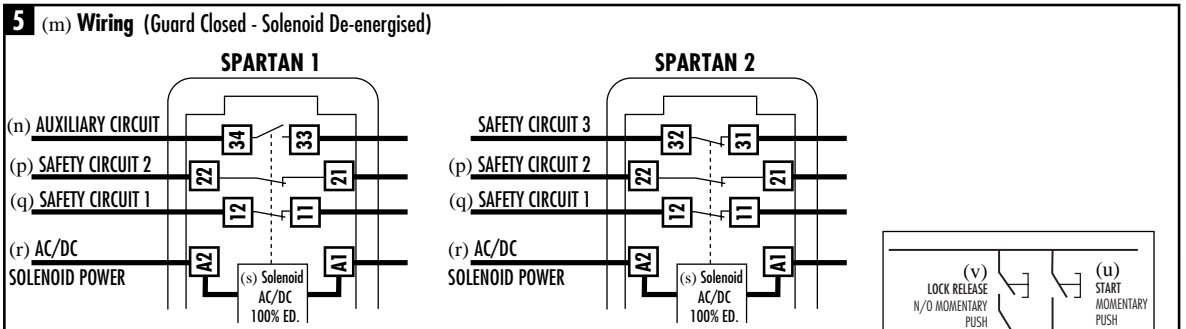 5 (m) Wiring (Guard Closed - Solenoid De-energised)
SPARTAN 1
(n) AUXILIARY CIRCUIT 34 33
(p) SAFETY CIRCUIT 2 22 21
(q) SAFETY CIRCUIT 1 12 11
(r) AC/DC A2 A1
SOLENOID POWER
(s) Solenoid
AC/DC
100% ED.
SPARTAN 2
SAFETY CIRCUIT 3 32 31
(p) SAFETY CIRCUIT 2 22 21
(q) SAFETY CIRCUIT 1 12 11
(r) AC/DC A2 A1
SOLENOID POWER
(s) Solenoid
AC/DC
100% ED.
(v)
LOCK RELEASE
N/O MOMENTARY
PUSH
(u)
START
MOMENTARY
PUSH